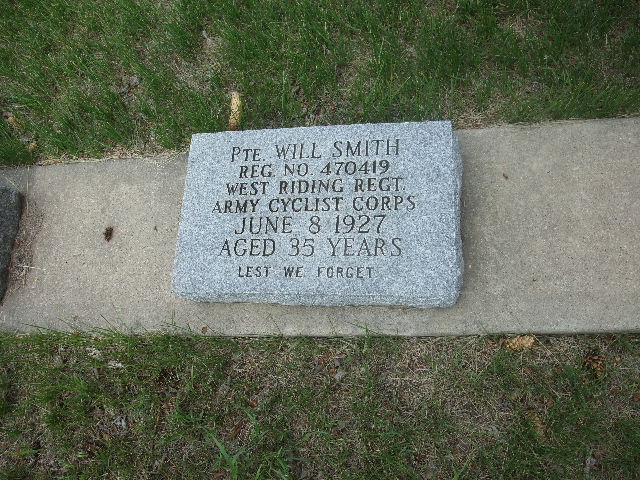 PTE. WILL SMITH
REG. NO. 470419
WEST RIDING REGT.
ARMY CYCLIST CORPS
JUNE 8 1927
AGED 35 YEARS
LEST WE FORGET